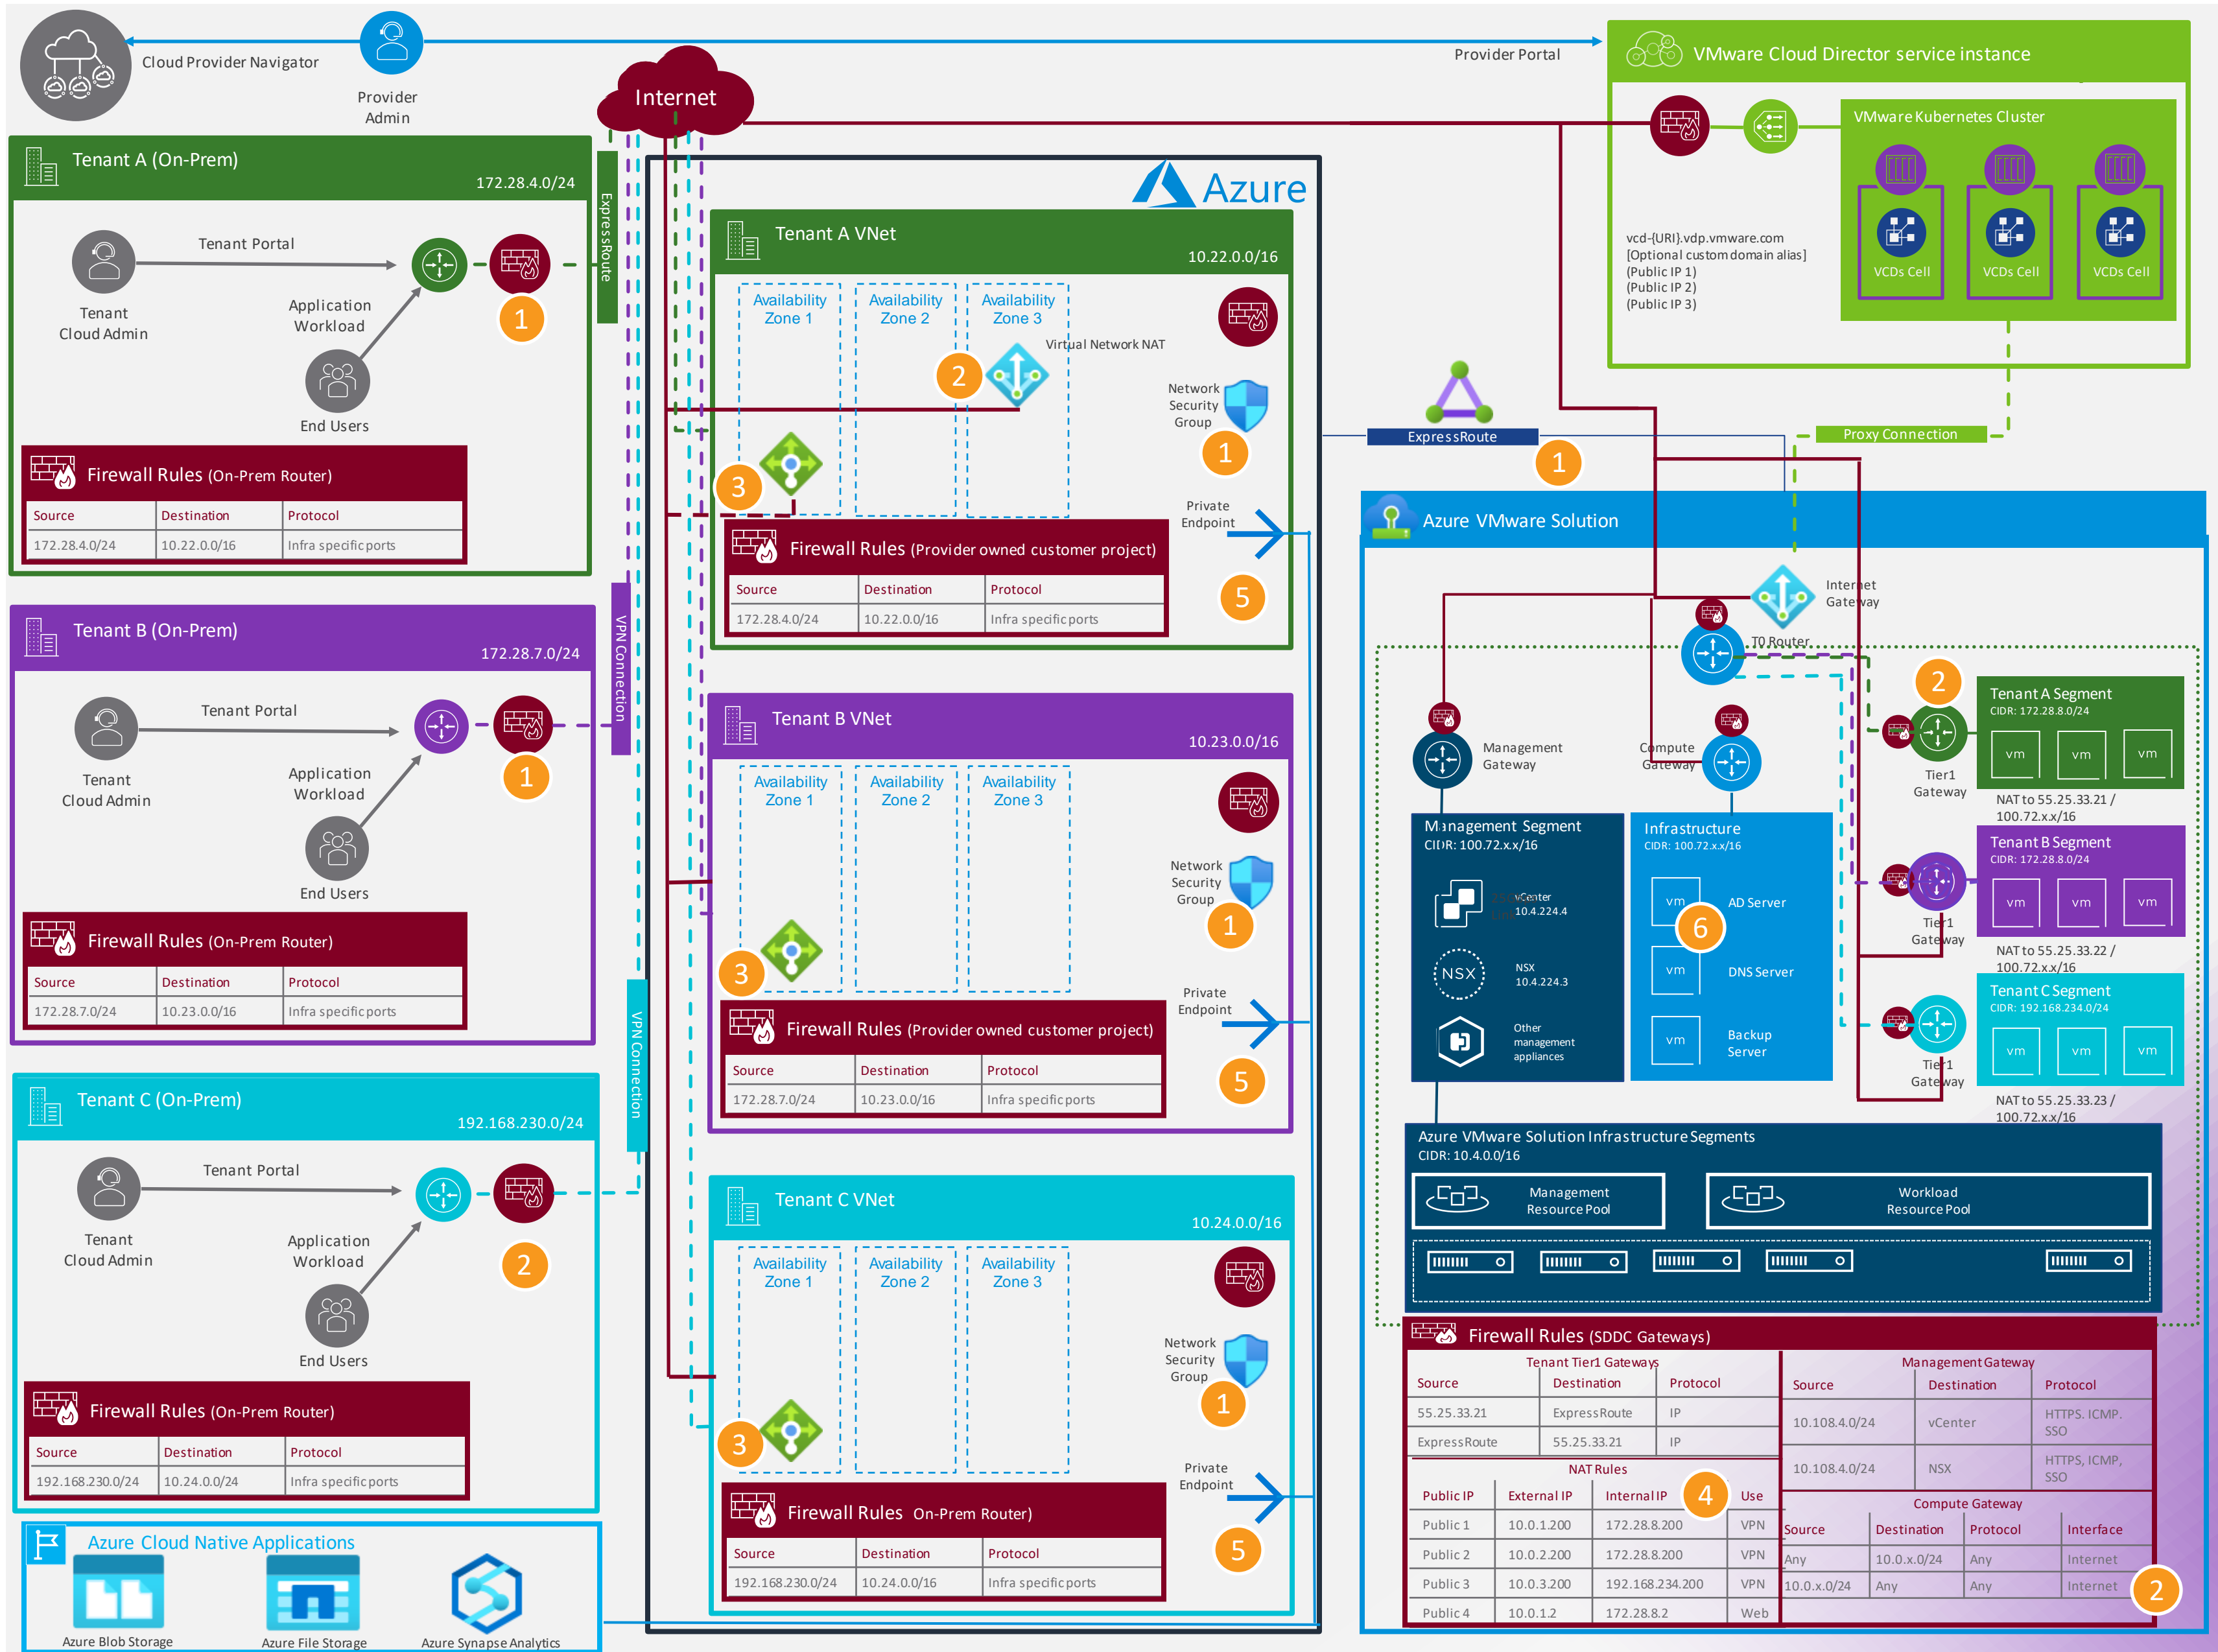 Cloud Provider Navigator
Provider
Admin
Internet
Provider Portal
VMware Cloud Director service instance
VMware Kubernetes Cluster
VCDs Cell
VCDs Cell
VCDs Cell
vcd-{URI}.vdp.vmware.com
[Optional custom domain alias]
(Public IP 1)
(Public IP 2)
(Public IP 3)
Proxy Connection
Tenant A (On-Prem)
172.28.4.0/24
Tenant Portal
Tenant
Cloud Admin
Application
Workload
End Users
1
ExpressRoute
Firewall Rules (On-Prem Router)
Source Destination Protocol
172.28.4.0/24 10.22.0.0/16 Infra specific ports
Tenant B (On-Prem)
172.28.7.0/24
Tenant Portal
Tenant
Cloud Admin
Application
Workload
End Users
1
VPN Connection
Firewall Rules (On-Prem Router)
Source Destination Protocol
172.28.7.0/24 10.23.0.0/16 Infra specific ports
Tenant C (On-Prem)
192.168.230.0/24
Tenant Portal
Tenant
Cloud Admin
Application
Workload
End Users
2
VPN Connection
Firewall Rules (On-Prem Router)
Source Destination Protocol
192.168.230.0/24 10.24.0.0/24 Infra specific ports
Azure Cloud Native Applications
Azure Blob Storage
Azure File Storage
Azure Synapse Analytics
Azure
Tenant A VNet
10.22.0.0/16
Availability
Zone 1
Availability
Zone 2
Availability
Zone 3
Virtual Network NAT
2
Network
Security
Group
1
3
Private
Endpoint
5
Firewall Rules (Provider owned customer project)
Source Destination Protocol
172.28.4.0/24 10.22.0.0/16 Infra specific ports
Tenant B VNet
10.23.0.0/16
Availability
Zone 1
Availability
Zone 2
Availability
Zone 3
Network
Security
Group
1
3
Private
Endpoint
5
Firewall Rules (Provider owned customer project)
Source Destination Protocol
172.28.7.0/24 10.23.0.0/16 Infra specific ports
Tenant C VNet
10.24.0.0/16
Availability
Zone 1
Availability
Zone 2
Availability
Zone 3
Network
Security
Group
1
3
Private
Endpoint
5
Firewall Rules On-Prem Router)
Source Destination Protocol
192.168.230.0/24 10.24.0.0/16 Infra specific ports
ExpressRoute
1
Azure VMware Solution
Internet
Gateway
T0 Router
Management
Gateway
Compute
Gateway
2
Tier1
Gateway
Tenant A Segment
CIDR: 172.28.8.0/24
vm vm vm
NAT to 55.25.33.21 /
100.72.x.x/16
Tier1
Gateway
Tenant B Segment
CIDR: 172.28.8.0/24
vm vm vm
NAT to 55.25.33.22 /
100.72.x.x/16
Tier1
Gateway
Tenant C Segment
CIDR: 192.168.234.0/24
vm vm vm
NAT to 55.25.33.23 /
100.72.x.x/16
Management Segment
CIDR: 100.72.x.x/16
vCenter
10.4.224.4
NSX
NSX
10.4.224.3
Other
management
appliances
Infrastructure
CIDR: 100.72.x.x/16
vm AD Server
6
vm DNS Server
vm Backup
Server
Azure VMware Solution Infrastructure Segments
CIDR: 10.4.0.0/16
Management
Resource Pool
Workload
Resource Pool
Firewall Rules (SDDC Gateways)
Tenant Tier1 Gateways
Source Destination Protocol
55.25.33.21 ExpressRoute IP
ExpressRoute 55.25.33.21 IP
NAT Rules
4
Public IP External IP Internal IP Use
Public 1 10.0.1.200 172.28.8.200 VPN
Public 2 10.0.2.200 172.28.8.200 VPN
Public 3 10.0.3.200 192.168.234.200 VPN
Public 4 10.0.1.2 172.28.8.2 Web
Management Gateway
Source Destination Protocol
10.108.4.0/24 vCenter HTTPS. ICMP.
SSO
10.108.4.0/24 NSX HTTPS, ICMP,
SSO
Compute Gateway
Source Destination Protocol Interface
Any 10.0.x.0/24 Any Internet
10.0.x.0/24 Any Any Internet
2